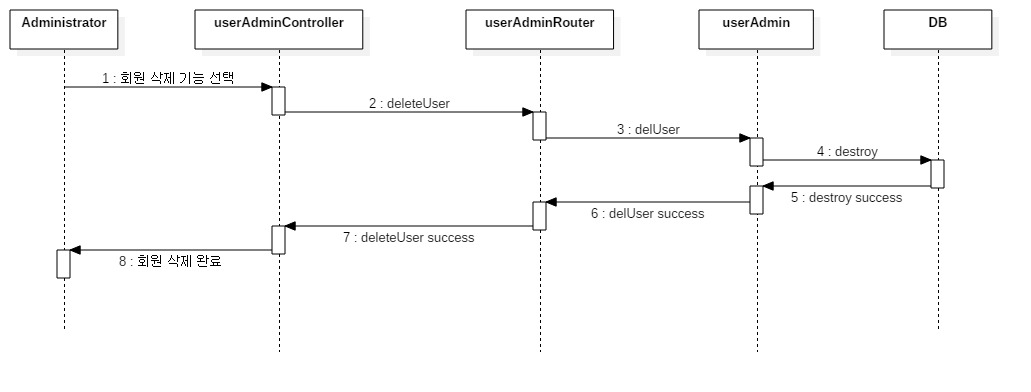 Administrator
userAdminController
userAdminRouter
userAdmin
DB
1 : 회원 삭제 기능 선택
2 : deleteUser
3 : delUser
4 : destroy
5 : destroy success
6 : delUser success
7 : deleteUser success
8 : 회원 삭제 완료